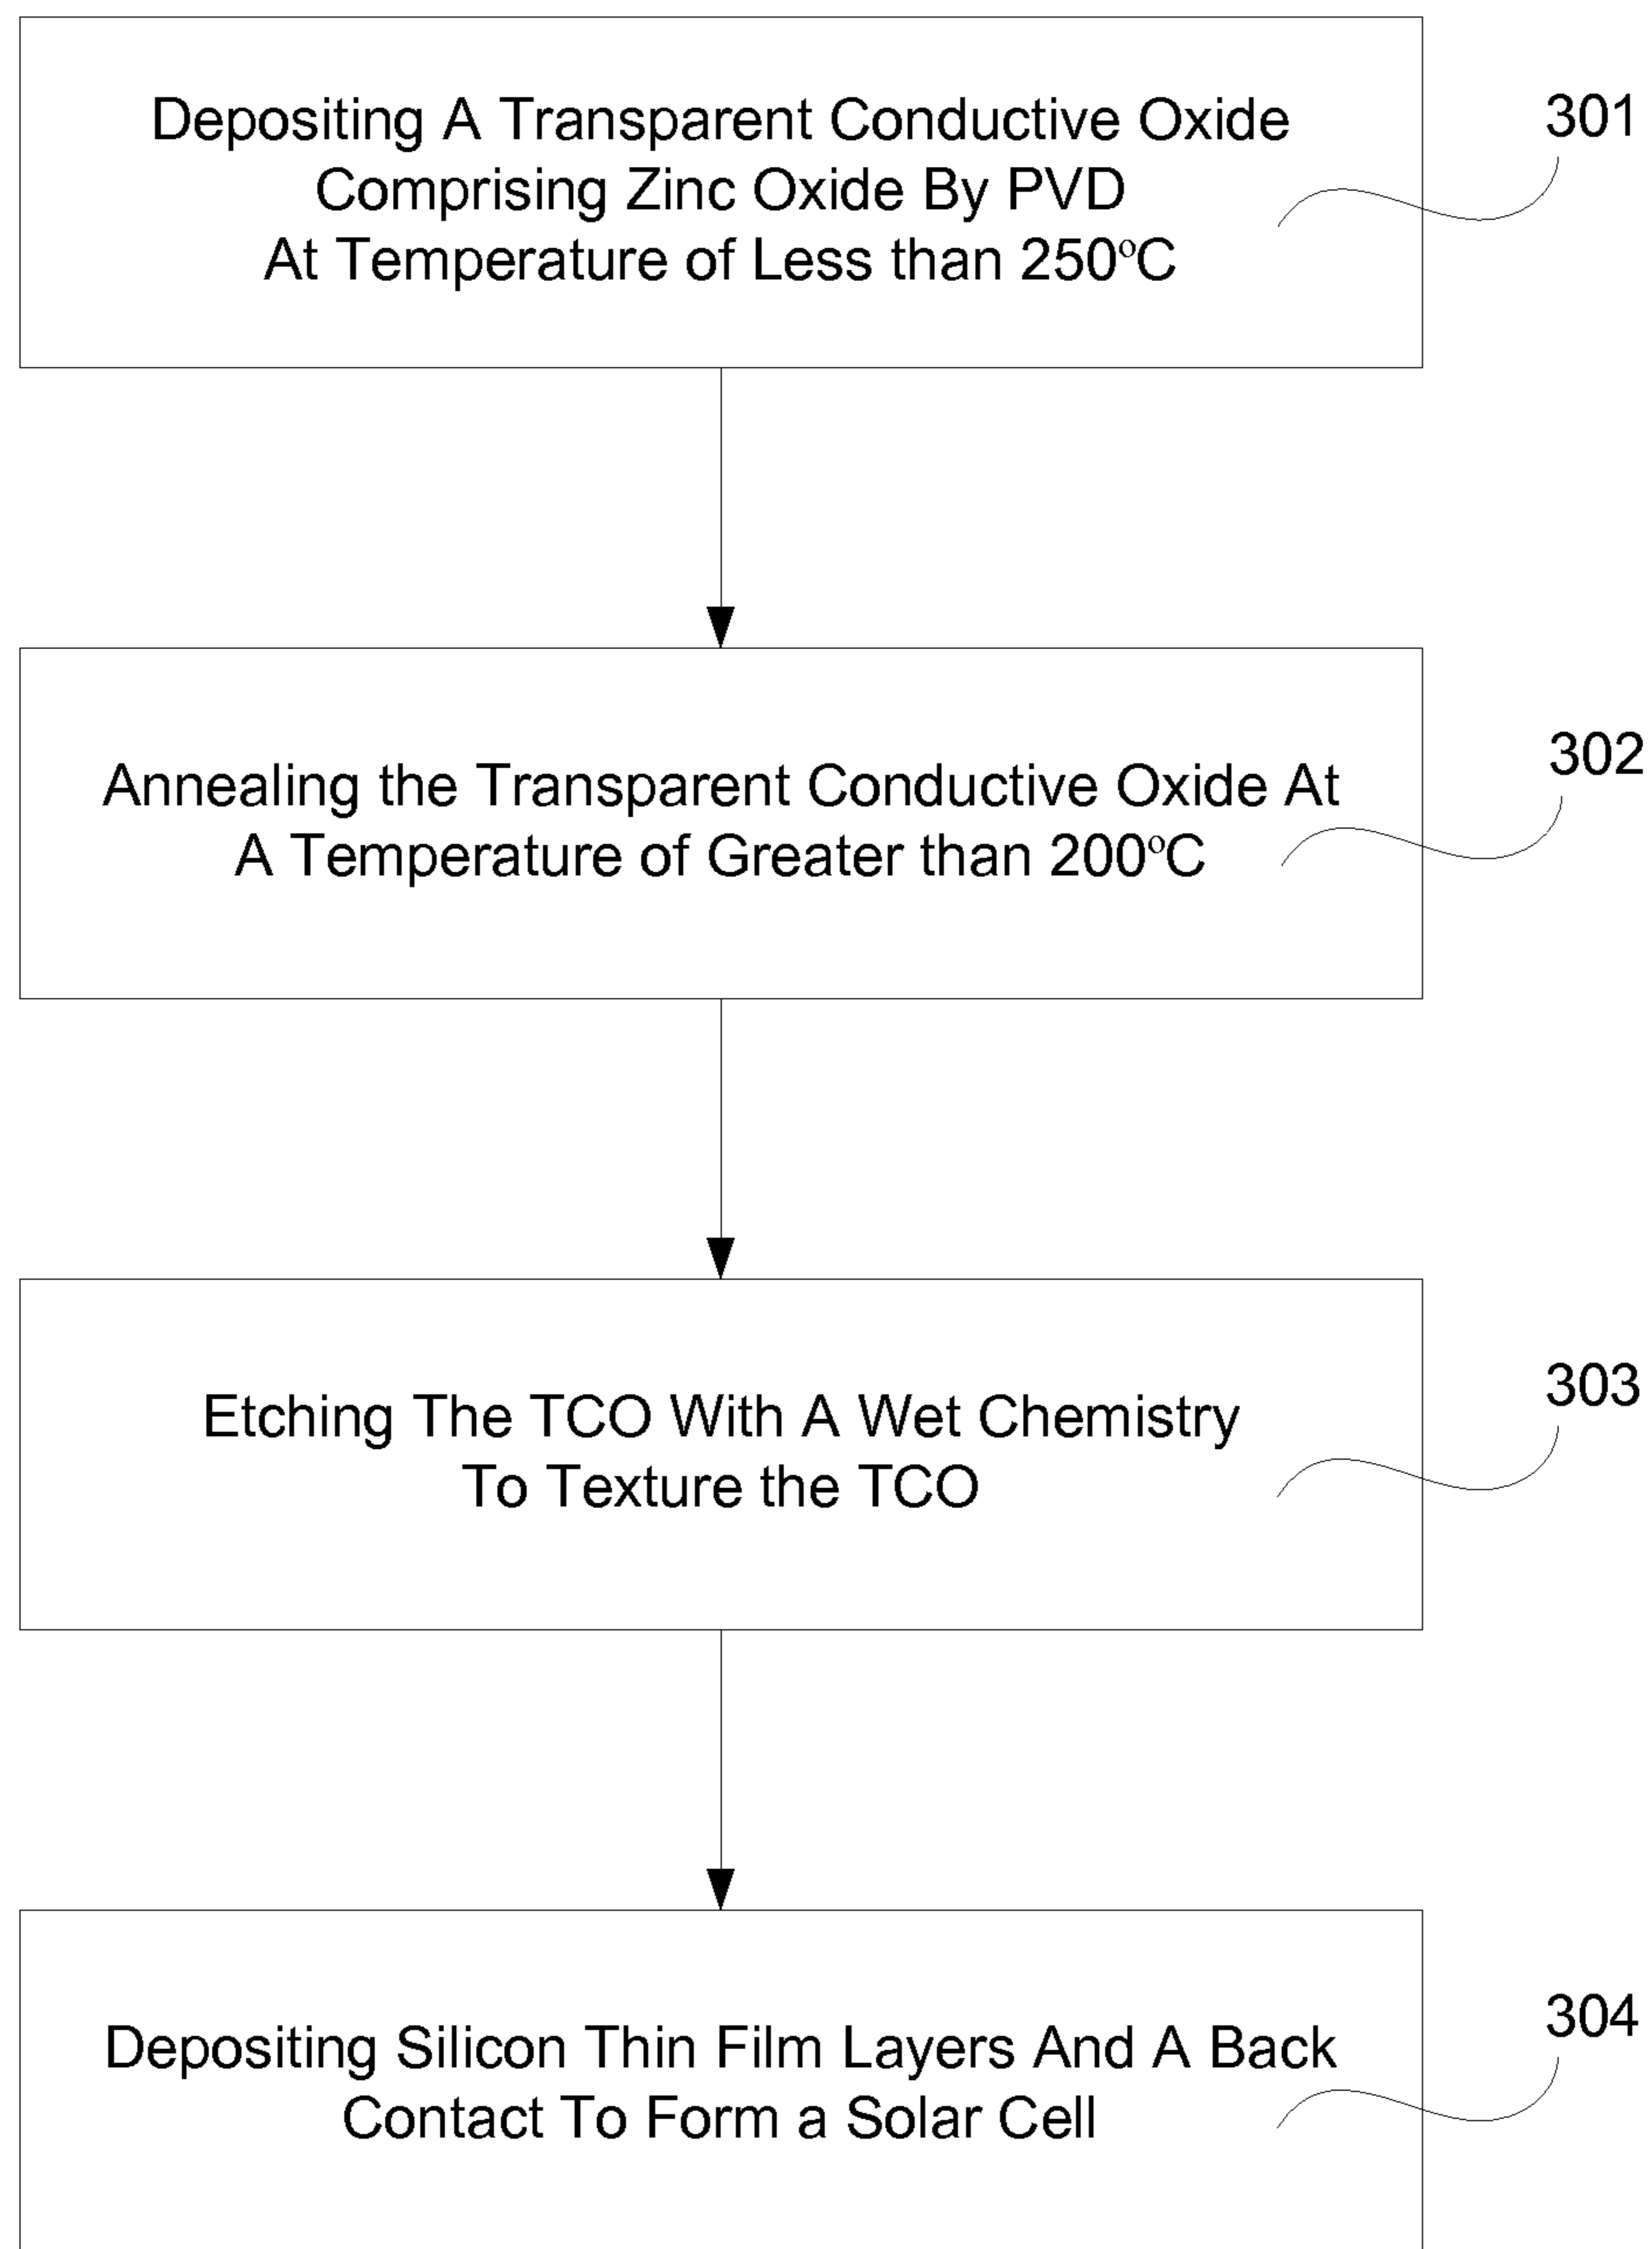 Depositing A Transparent Conductive Oxide
Comprising Zinc Oxide By PVD
At Temperature of Less than 250°C
301
Annealing the Transparent Conductive Oxide At
A Temperature of Greater than 200°C
302
Etching The TCO With A Wet Chemistry
To Texture the TCO
303
Depositing Silicon Thin Film Layers And A Back
Contact To Form a Solar Cell
304